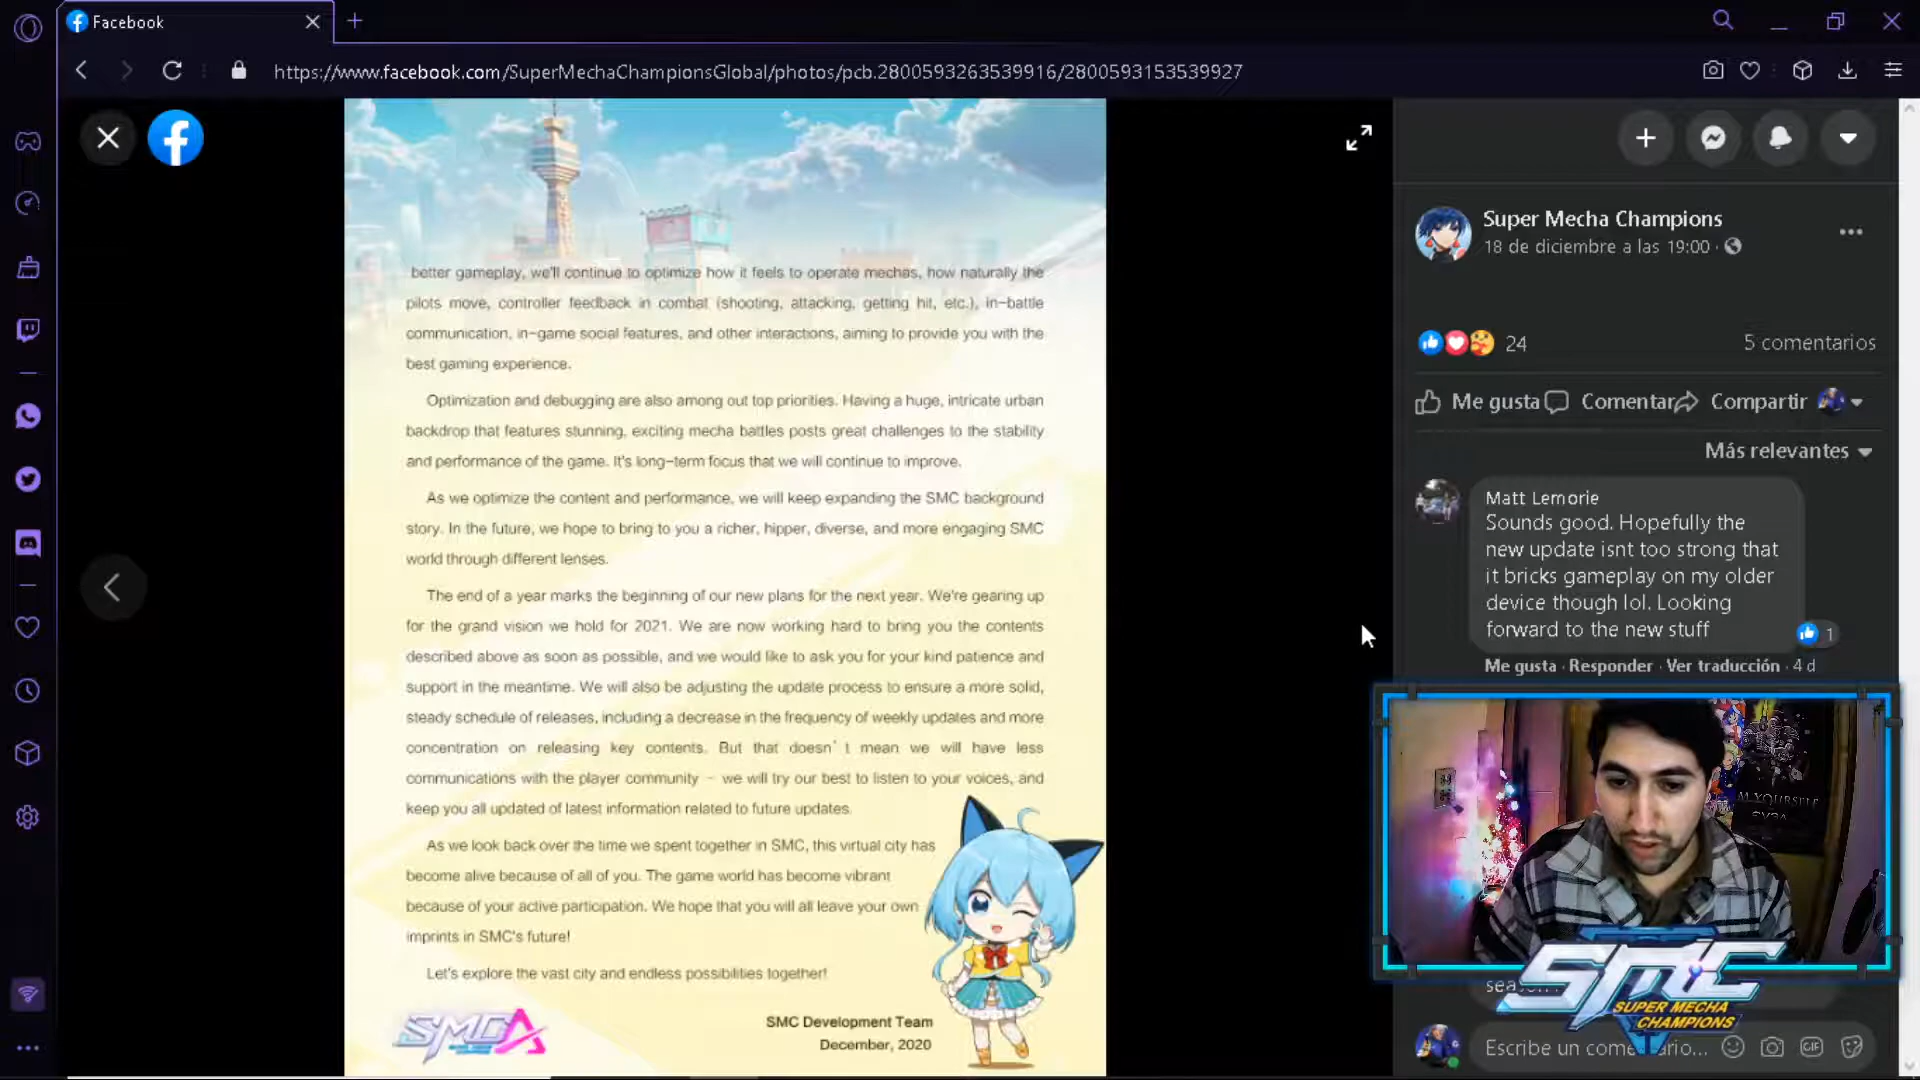 Facebook
https://www.facebook.com/SuperMechaChampionsGlobal/photos/pcb.2800593263539916/2800593153539927
better gameplay, we'll continue to optimize how it feels to operate mechas, how naturally the
pilots move, controller feedback in combat (shooting, attacking, getting hit, etc.), in-battle
communication, in-game social features, and other interactions, aiming to provide you with the
best gaming experience.
Optimization and debugging are also among out top priorities. Having a huge, intricate urban
backdrop that features stunning, exciting mecha battles posts great challenges to the stability
and performance of the game. It's long-term focus that we will continue to improve.
As we optimize the content and performance, we will keep expanding the SMC background
story. In the future, we hope to bring to you a richer, hipper, diverse, and more engaging SMC
world through different lenses.
The end of a year marks the beginning of our new plans for the next year. We're gearing up
for the grand vision we hold for 2021. We are now working hard to bring you the contents
described above as soon as possible, and we would like to ask you for your kind patience and
support in the meantime. We will also be adjusting the update process to ensure a more solid,
steady schedule of releases, including a decrease in the frequency of weekly updates and more
concentration on releasing key contents. But that doesn't mean we will have less
communications with the player community – we will try our best to listen to your voices, and
keep you all updated of latest information related to future updates.
As we look back over the time we spent together in SMC, this virtual city has
become alive because of all of you. The game world has become vibrant
because of your active participation. We hope that you will all leave your own
imprints in SMC's future!
Let's explore the vast city and endless possibilities together!
SMC
SMC Development Team
December, 2020
Super Mecha Champions
18 de diciembre a las 19:00 ·
24
5 comentarios
Me gusta
Comentar
Compartir
Más relevantes
Matt Lemorie
Sounds good. Hopefully the
new update isnt too strong that
it bricks gameplay on my older
device though lol. Looking
forward to the new stuff
1
Me gusta · Responder · Ver traducción · 4 d
SMC
SUPER MECHA
CHAMPIONS
Escribe un
GIF